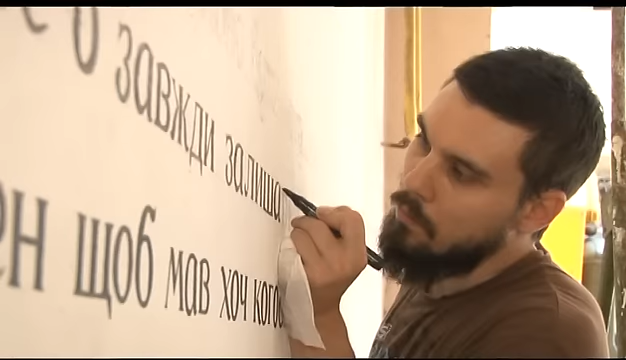 завжди залиша
щоб мав хоч кого